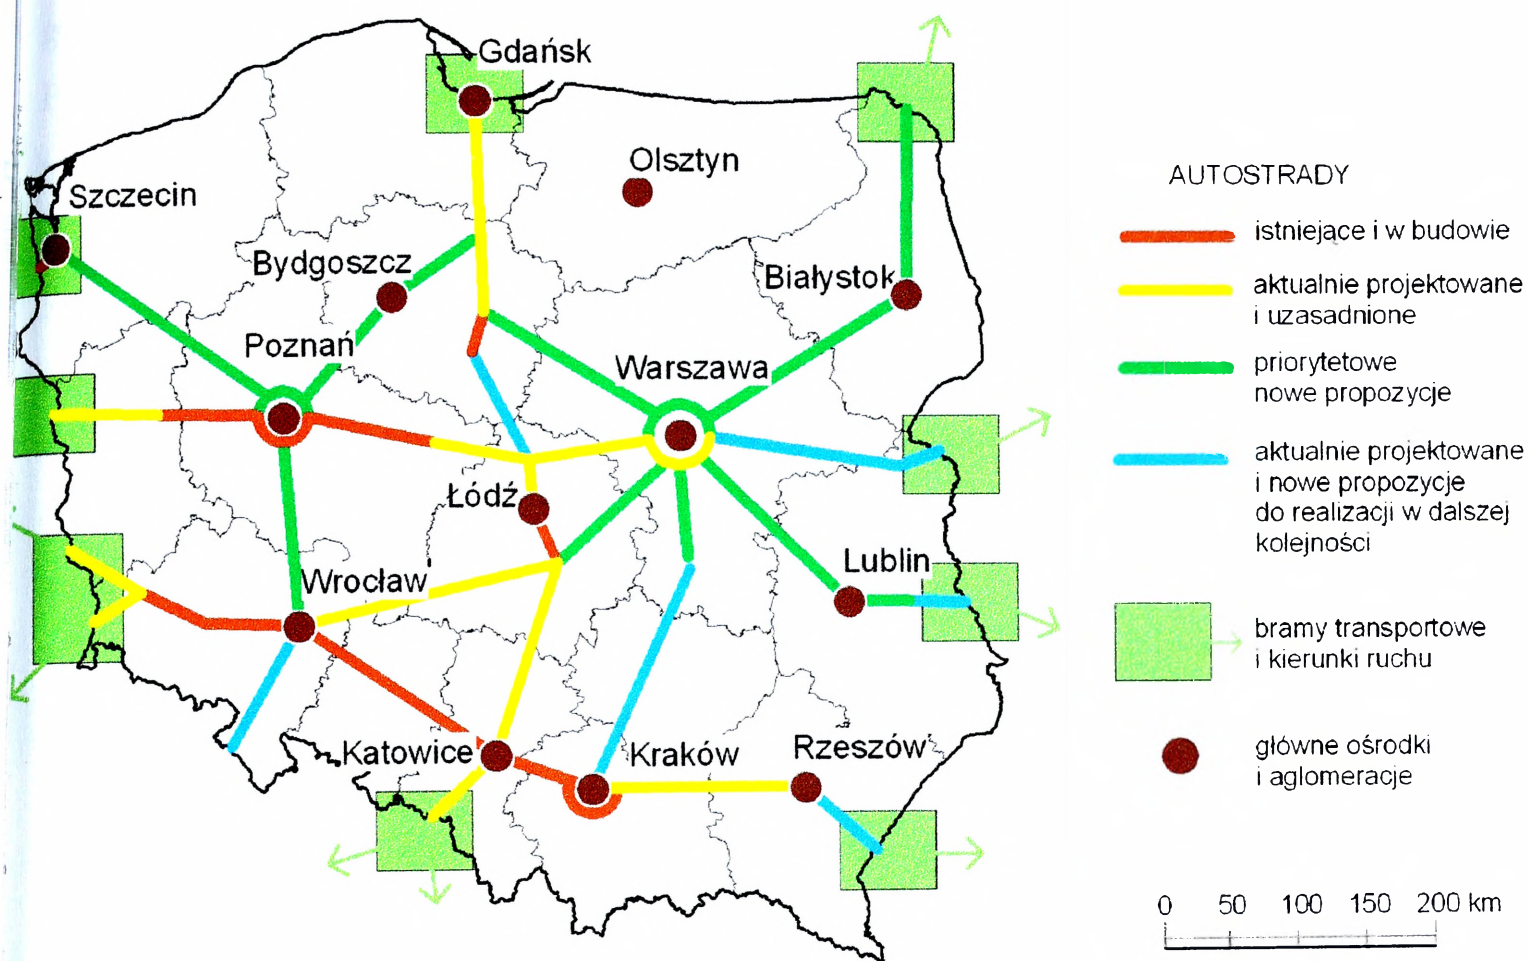 Gdańsk
Olsztyn
Szczecin
Bydgoszcz
Białystok
Poznań
Warszawa
Łódź
Lublin
Wrocław
Katowice
Kraków
Rzeszów
AUTOSTRADY
istniejące i w budowie
aktualnie projektowane
i uzasadnione
priorytetowe
nowe propozycje
aktualnie projektowane
i nowe propozycje
do realizacji w dalszej
kolejności
bramy transportowe
i kierunki ruchu
główne ośrodki
i aglomeracje
0 50 100 150 200 km